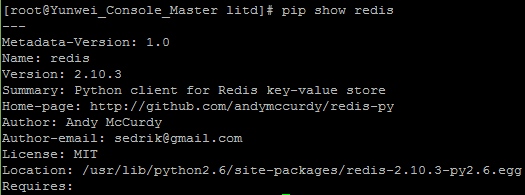 [root@Yunwei_Console_Master litd]# pip show redis
---
Metadata-Version: 1.0
Name: redis
Version: 2.10.3
Summary: Python client for Redis key-value store
Home-page: http://github.com/andymccurdy/redis-py
Author: Andy McCurdy
Author-email: sedrik@gmail.com
License: MIT
Location: /usr/lib/python2.6/site-packages/redis-2.10.3-py2.6.egg
Requires: